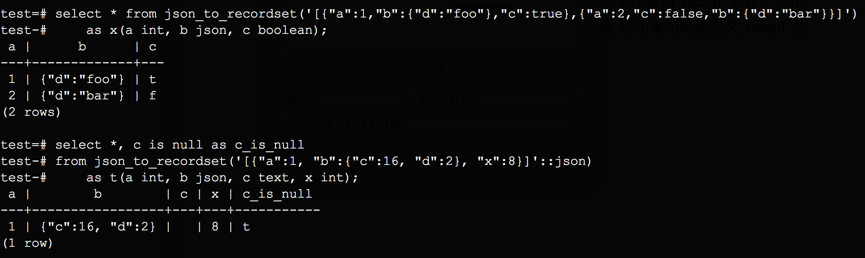 test=# select * from json_to_recordset('[{"a":1,"b":{"d":"foo"},"c":true},{"a":2,"c":false,"b":{"d":"bar"}}]')
test-#     as x(a int, b json, c boolean);
 a |      b      | c
---+-------------+---
 1 | {"d":"foo"} | t
 2 | {"d":"bar"} | f
(2 rows)

test=# select *, c is null as c_is_null
test-# from json_to_recordset('[{"a":1, "b":{"c":16, "d":2}, "x":8}]'::json)
test-#     as t(a int, b json, c text, x int);
 a |        b        | c | x | c_is_null
---+-----------------+---+---+-----------
 1 | {"c":16, "d":2} |   | 8 | t
(1 row)